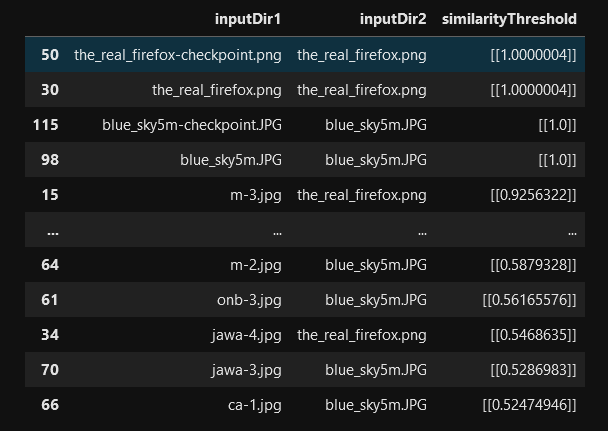 inputDir1 inputDir2 similarityThreshold
50 the_real_firefox-checkpoint.png the_real_firefox.png [[1.0000004]]
30 the_real_firefox.png the_real_firefox.png [[1.0000004]]
115 blue_sky5m-checkpoint.JPG blue_sky5m.JPG [[1.0]]
98 blue_sky5m.JPG blue_sky5m.JPG [[1.0]]
15 m-3.jpg the_real_firefox.png [[0.9256322]]
... ... ... ...
64 m-2.jpg blue_sky5m.JPG [[0.5879328]]
61 onb-3.jpg blue_sky5m.JPG [[0.56165576]]
34 jawa-4.jpg the_real_firefox.png [[0.5468635]]
70 jawa-3.jpg blue_sky5m.JPG [[0.5286983]]
66 ca-1.jpg blue_sky5m.JPG [[0.52474946]]